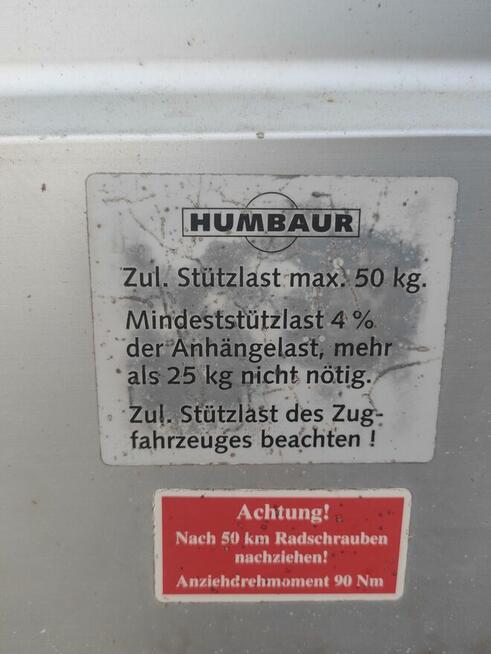 HUMBAUR
Zul. Stützlast max. 50 kg.
Mindeststützlast 4 %
der Anhängelast, mehr
als 25 kg nicht nötig.
Zul. Stützlast des Zug-
fahrzeuges beachten !
Achtung!
Nach 50 km Radschrauben
nachziehen!
Anziehdrehmoment 90 Nm